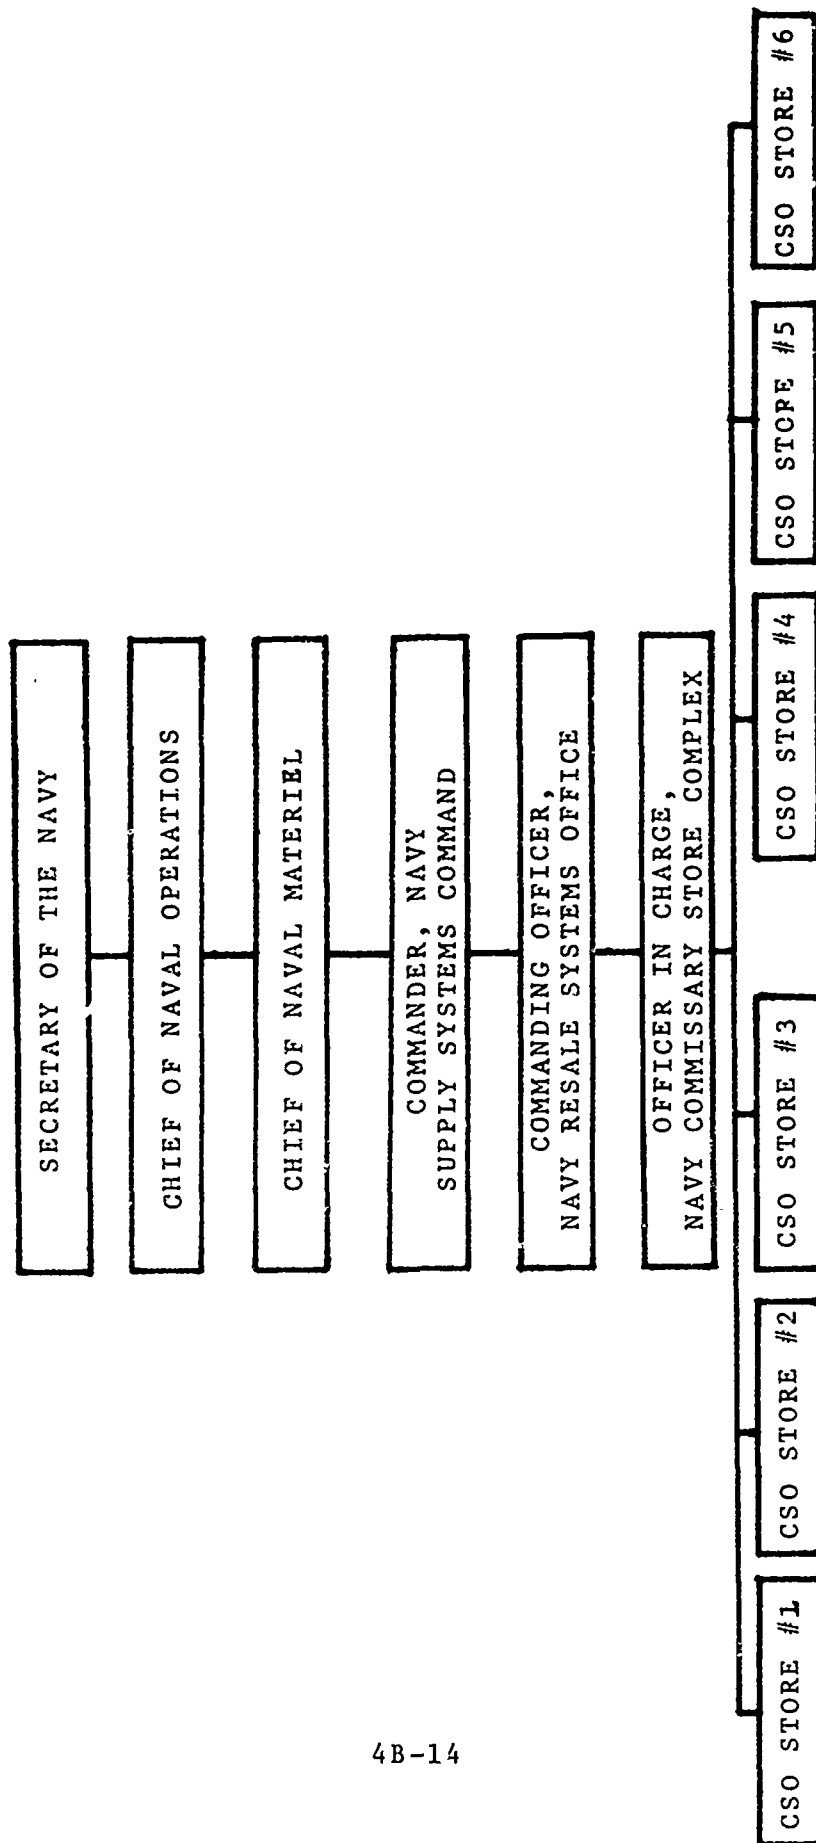 SECRETARY OF THE NAVY
CHIEF OF NAVAL OPERATIONS
CHIEF OF NAVAL MATERIEL
COMMANDER, NAVY
SUPPLY SYSTEMS COMMAND
COMMANDING OFFICER,
NAVY RESALE SYSTEMS OFFICE
OFFICER IN CHARGE,
NAVY COMMISSARY STORE COMPLEX
CSO STORE #1
CSO STORE #2
CSO STORE #3
CSO STORE #4
CSO STORE #5
CSO STORE #6
4B-14